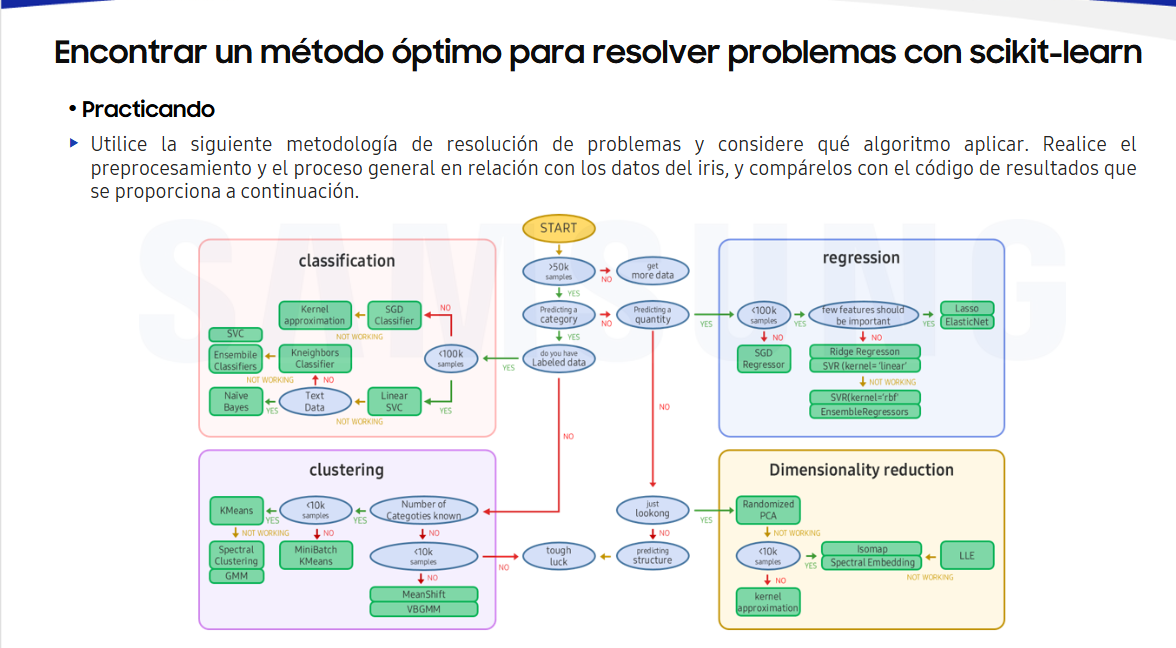 Encontrar un método óptimo para resolver problemas con scikit-learn
• Practicando
Utilice la siguiente metodología de resolución de problemas y considere qué algoritmo aplicar. Realice el
preprocesamiento y el proceso general en relación con los datos del iris, y compárelos con el código de resultados que
se proporciona a continuación.
SAMSUNG
START
>50k
samples
NO
get
more data
YES
Predicting a
category
NO
Predicting a
quantity
YES
YES
do you have
Labeled data
YES
NO
NO
classification
Kernel
approximation
SGD
Classifier
NO
NOT WORKING
SVC
Ensembile
Classifiers
Kneighbors
Classifier
<100k
samples
NOT WORKING
NO
Naïve
Bayes
YES
Text
Data
Linear
SVC
YES
NOT WORKING
regression
<100k
samples
YES
few features should
be important
YES
Lasso
ElasticNet
NO
NO
SGD
Regressor
Ridge Regresson
SVR (kernel= 'linear'
NOT WORKING
SVR(kernel='rbf'
EnsembleRegressors
clustering
KMeans
YES
<10k
samples
YES
Number of
Categoties known
NOT WORKING
NO
NO
Spectral
Clustering
GMM
MiniBatch
KMeans
<10k
samples
NO
NO
MeanShift
VBGMM
just
lookong
YES
NO
tough
luck
predicting
structure
Dimensionality reduction
Randomized
PCA
NOT WORKING
<10k
samples
YES
Isomap
Spectral Embedding
LLE
NOT WORKING
NO
kernel
approximation)